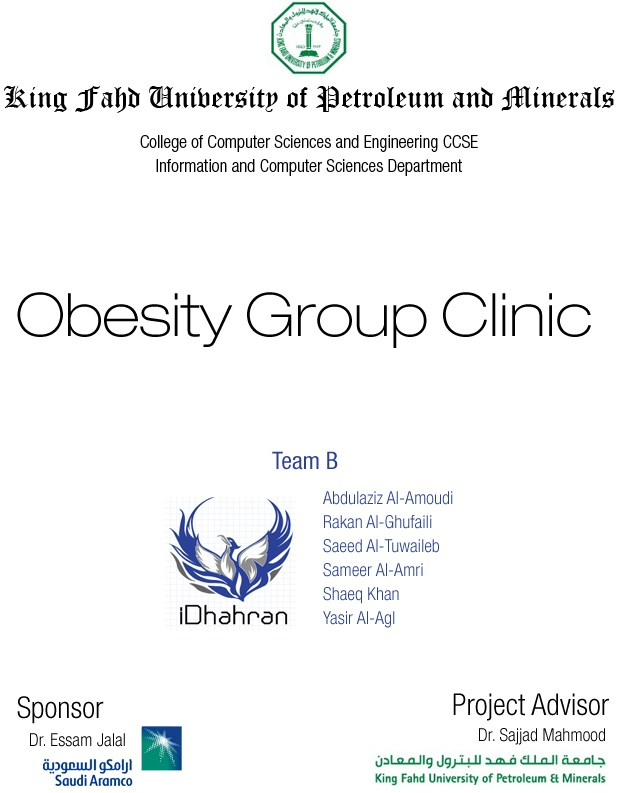 King Fahd University of Petroleum and Minerals
College of Computer Sciences and Engineering CCSE
Information and Computer Sciences Department
Obesity Group Clinic
Team B
Abdulaziz Al-Amoudi
Rakan Al-Ghufaili
Saeed Al-Tuwaileb
Sameer Al-Amri
Shaeq Khan
Yasir Al-Agl
iDhahran
Sponsor
Dr. Essam Jalal
ارامكو السعودية
Saudi Aramco
Project Advisor
Dr. Sajjad Mahmood
جامعة الملك فهد للبترول والمعادن
King Fahd University of Petroleum & Minerals